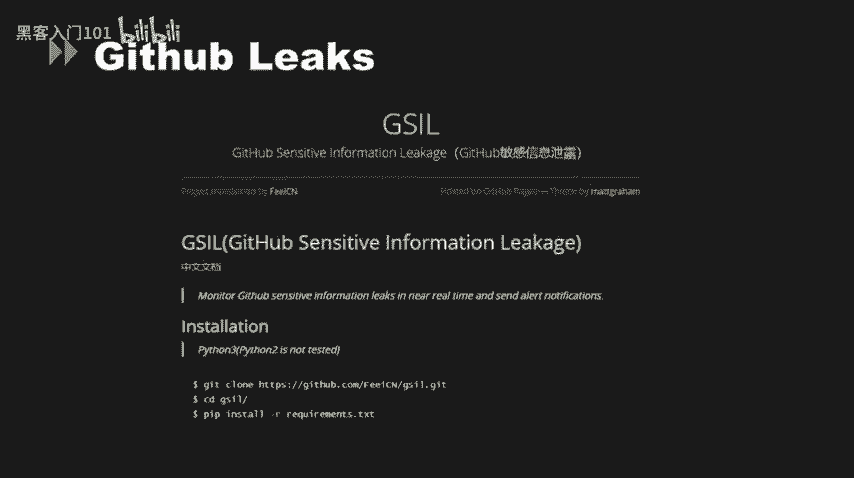 黑客入门101 bilibili
Github Leaks
GSIL
GitHub Sensitive Information Leakage（GitHub敏感信息泄露）
Project maintained by FeeiCN
Hosted on GitHub Pages — Theme by mattgraham
GSIL(GitHub Sensitive Information Leakage)
中文文档
Monitor Github sensitive information leaks in near real time and send alert notifications.
Installation
Python3(Python2 is not tested)
$ git clone https://github.com/FeeiCN/gsil.git
$ cd gsil/
$ pip install -r requirements.txt